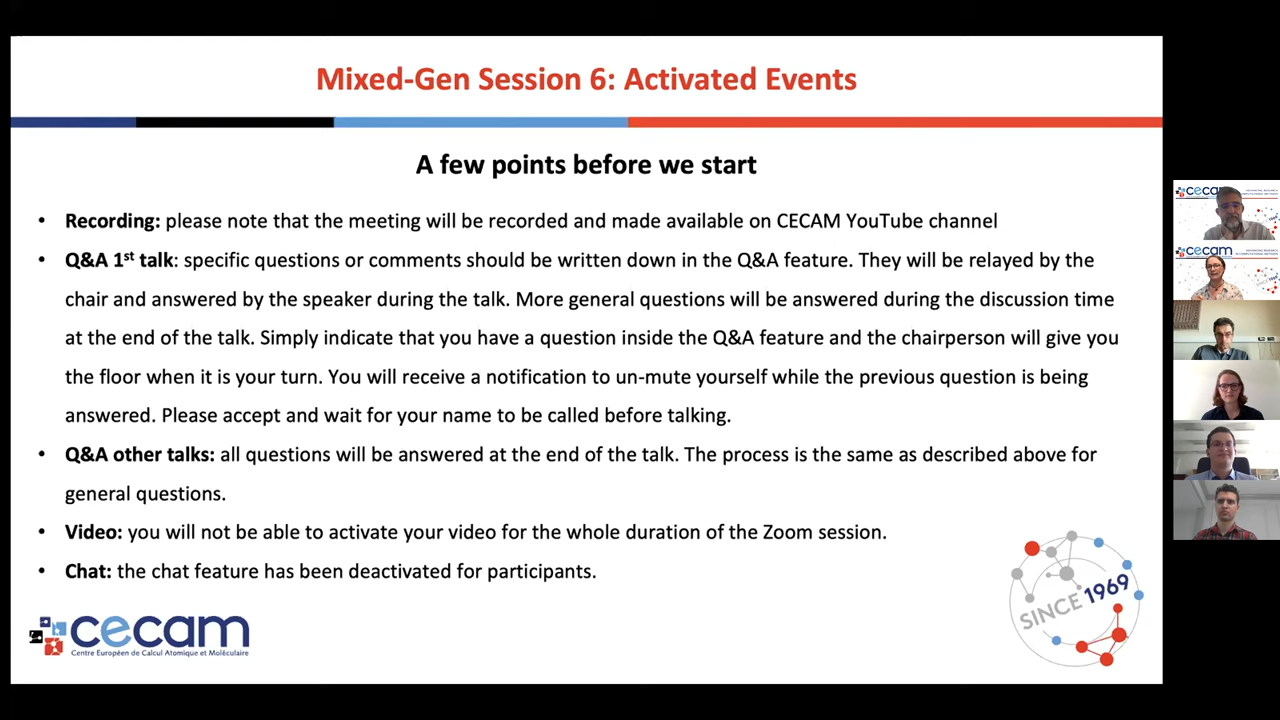 Mixed-Gen Session 6: Activated Events
A few points before we start
• Recording: please note that the meeting will be recorded and made available on CECAM YouTube channel
• Q&A 1st talk: specific questions or comments should be written down in the Q&A feature. They will be relayed by the
chair and answered by the speaker during the talk. More general questions will be answered during the discussion time
at the end of the talk. Simply indicate that you have a question inside the Q&A feature and the chairperson will give you
the floor when it is your turn. You will receive a notification to un-mute yourself while the previous question is being
answered. Please accept and wait for your name to be called before talking.
• Q&A other talks: all questions will be answered at the end of the talk. The process is the same as described above for
general questions.
• Video: you will not be able to activate your video for the whole duration of the Zoom session.
• Chat: the chat feature has been deactivated for participants.
cecam
Centre Européen de Calcul Atomique et Moléculaire
SINCE 1969
cecam